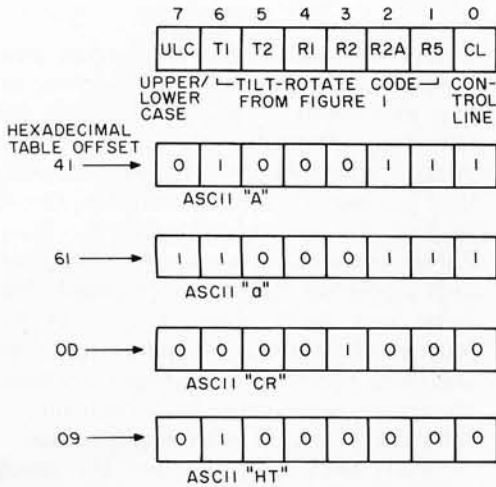 7 6 5 4 3 2 1 0
ULC T1 T2 R1 R2 R2A R5 CL
UPPER/ TILT-ROTATE CODE CON-
LOWER FROM FIGURE 1 TROL
CASE LINE
HEXADECIMAL
TABLE OFFSET
41 0 1 0 0 0 1 1 1
ASCII "A"
61 1 1 0 0 0 1 1 1
ASCII "a"
0D 0 0 0 0 1 0 0 0
ASCII "CR"
09 0 1 0 0 0 0 0 0
ASCII "HT"